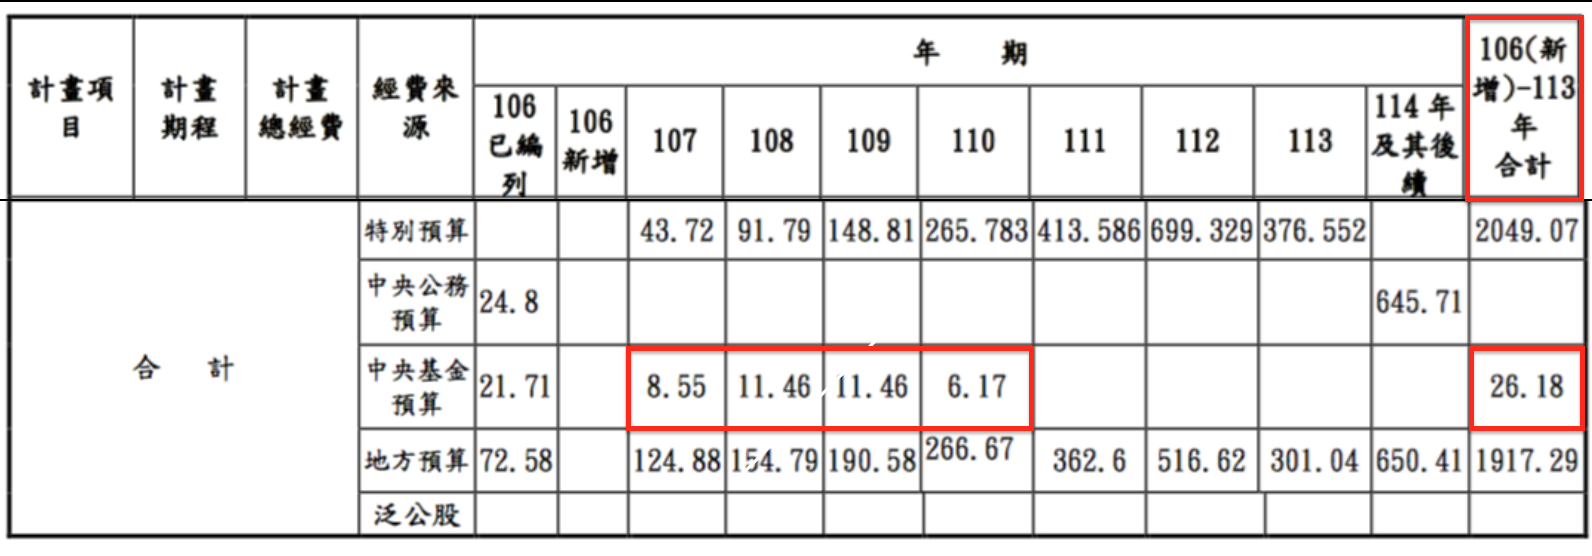 計畫項目 計畫期程 計畫總經費 經費來源 年 期 106(新增)-113年合計
106已編列 106新增 107 108 109 110 111 112 113 114年及其後續
合 計
特別預算 43.72 91.79 148.81 265.783 413.586 699.329 376.552 2049.07
中央公務預算 24.8 645.71
中央基金預算 21.71 8.55 11.46 11.46 6.17 26.18
地方預算 72.58 124.88 154.79 190.58 266.67 362.6 516.62 301.04 650.41 1917.29
泛公股